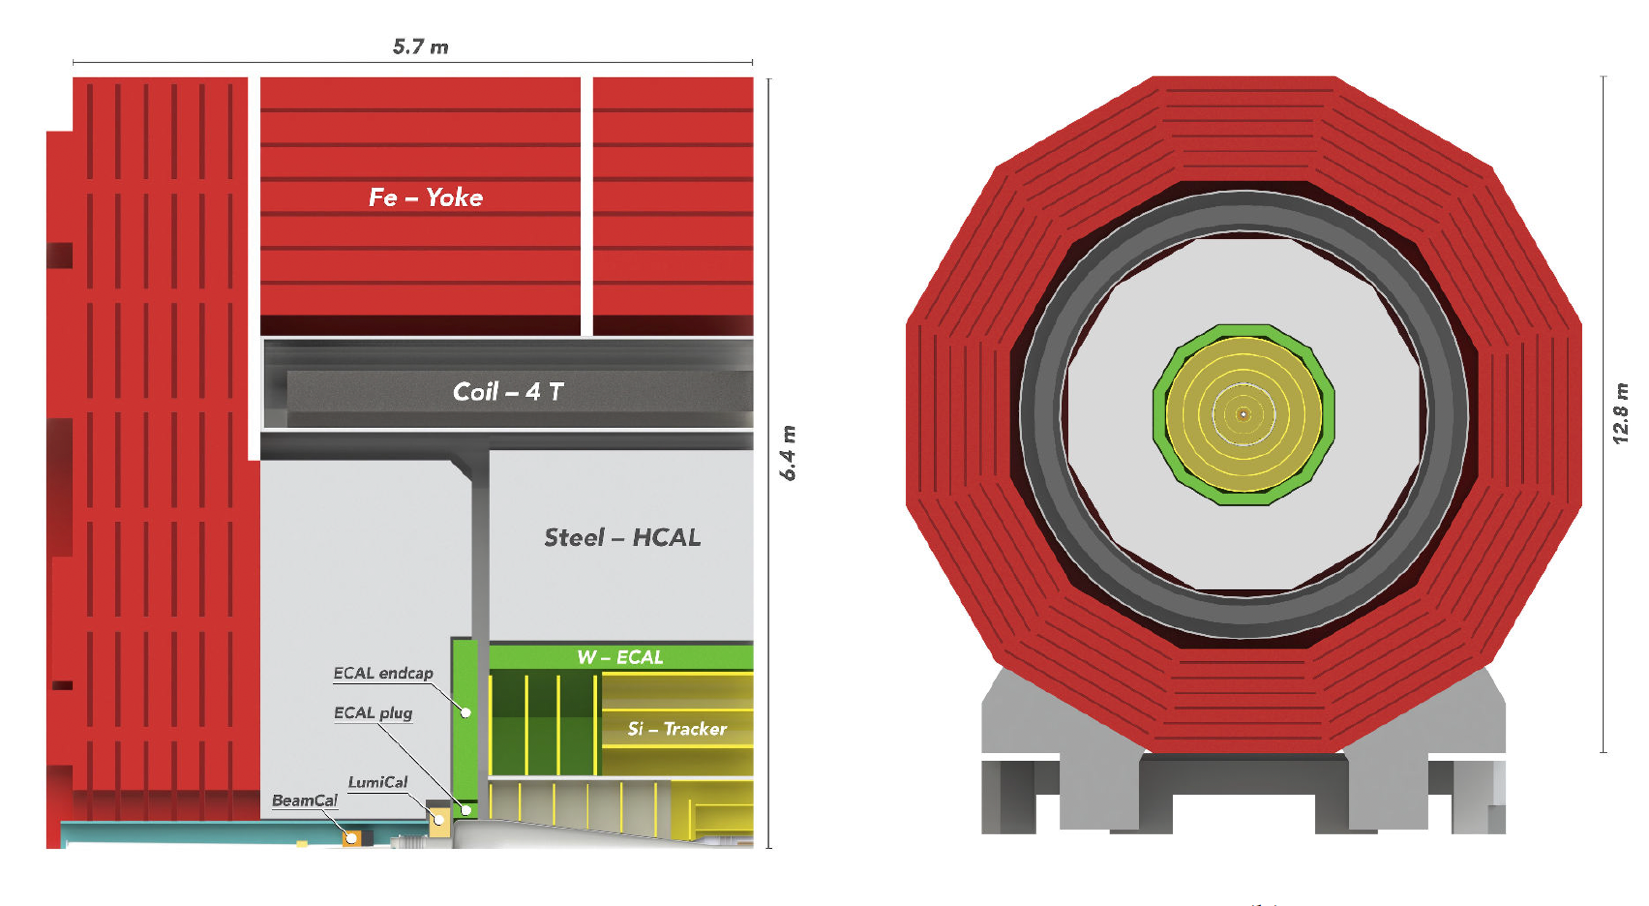 5.7 m
Fe – Yoke
Coil – 4 T
6.4 m
12.8 m
Steel – HCAL
W – ECAL
ECAL endcap
ECAL plug
Si – Tracker
LumiCal
BeamCal